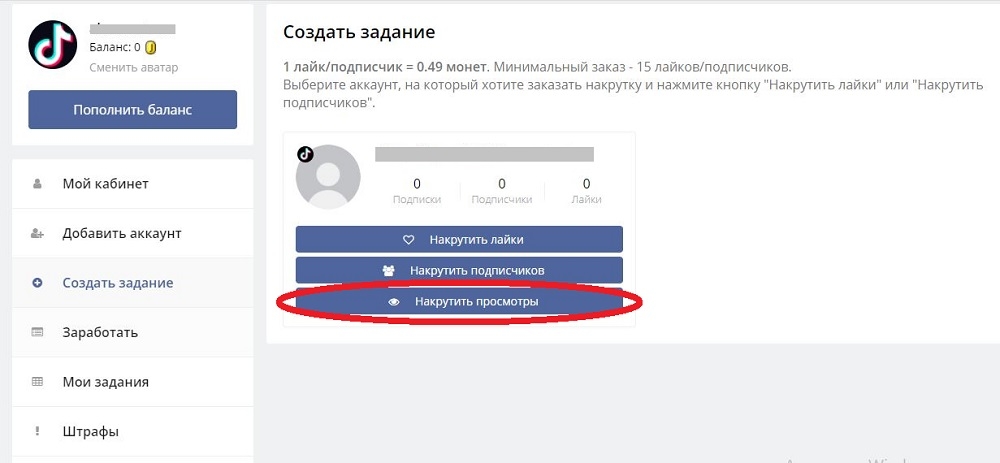 Баланс: 0
Сменить аватар
Пополнить баланс
Мой кабинет
Добавить аккаунт
Создать задание
Заработать
Мои задания
Штрафы
Создать задание
1 лайк/подписчик = 0.49 монет. Минимальный заказ - 15 лайков/подписчиков.
Выберите аккаунт, на который хотите заказать накрутку и нажмите кнопку "Накрутить лайки" или "Накрутить
подписчиков".
0 0 0
Подписки Подписчики Лайки
Накрутить лайки
Накрутить подписчиков
Накрутить просмотры